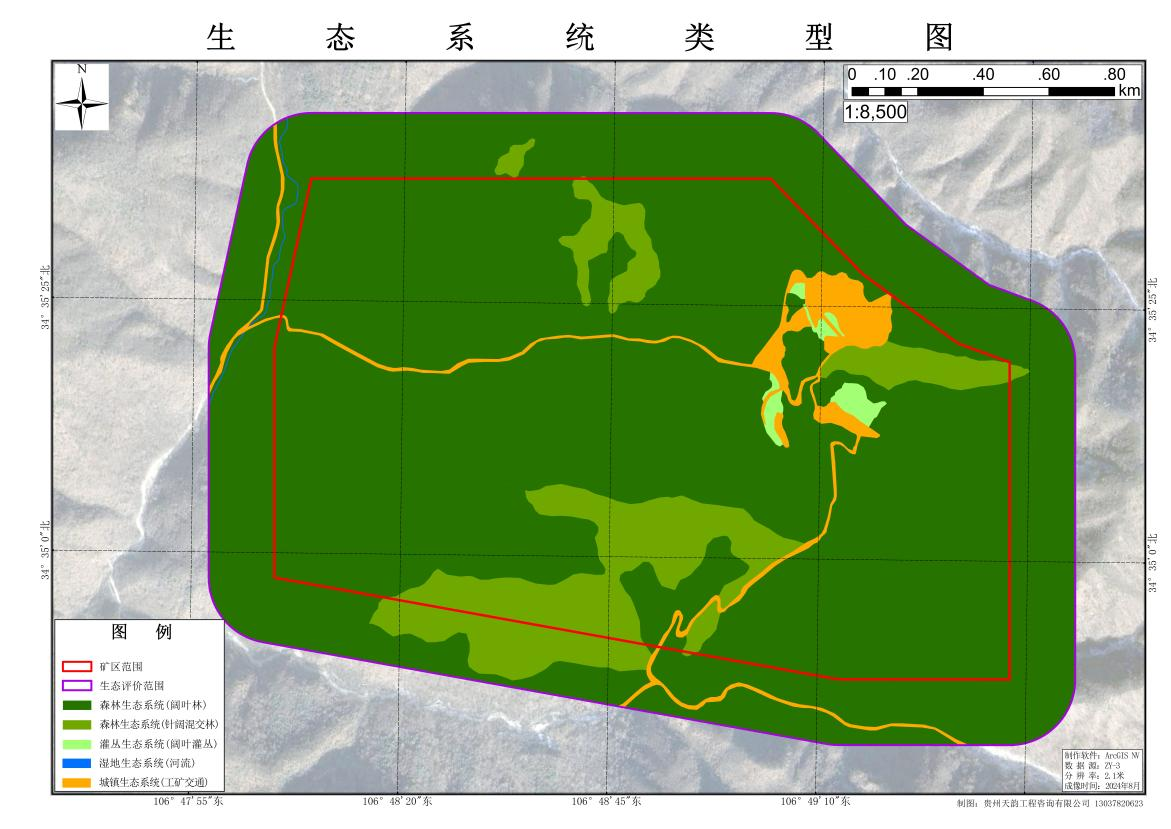 生 态 系 统 类 型 图
N
0 .10 .20 .40 .60 .80
km
1:8,500
34° 35′25″北
34° 35′25″北
34° 35′0″北
34° 35′0″北
图 例
矿区范围
生态评价范围
森林生态系统(阔叶林)
森林生态系统(针阔混交林)
灌丛生态系统(阔叶灌丛)
湿地生态系统(河流)
城镇生态系统(工矿交通)
制作软件: ArcGIS NV
数 据 源: ZY-3
分 辨 率: 2.1米
成像时间: 2024年8月
106° 47′55″东
106° 48′20″东
106° 48′45″东
106° 49′10″东
制图: 贵州天韵工程咨询有限公司 13037820623